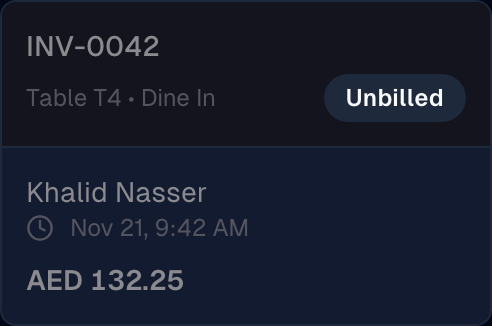 INV-0042
Table T4 • Dine In
Unbilled
Khalid Nasser
Nov 21, 9:42 AM
AED 132.25